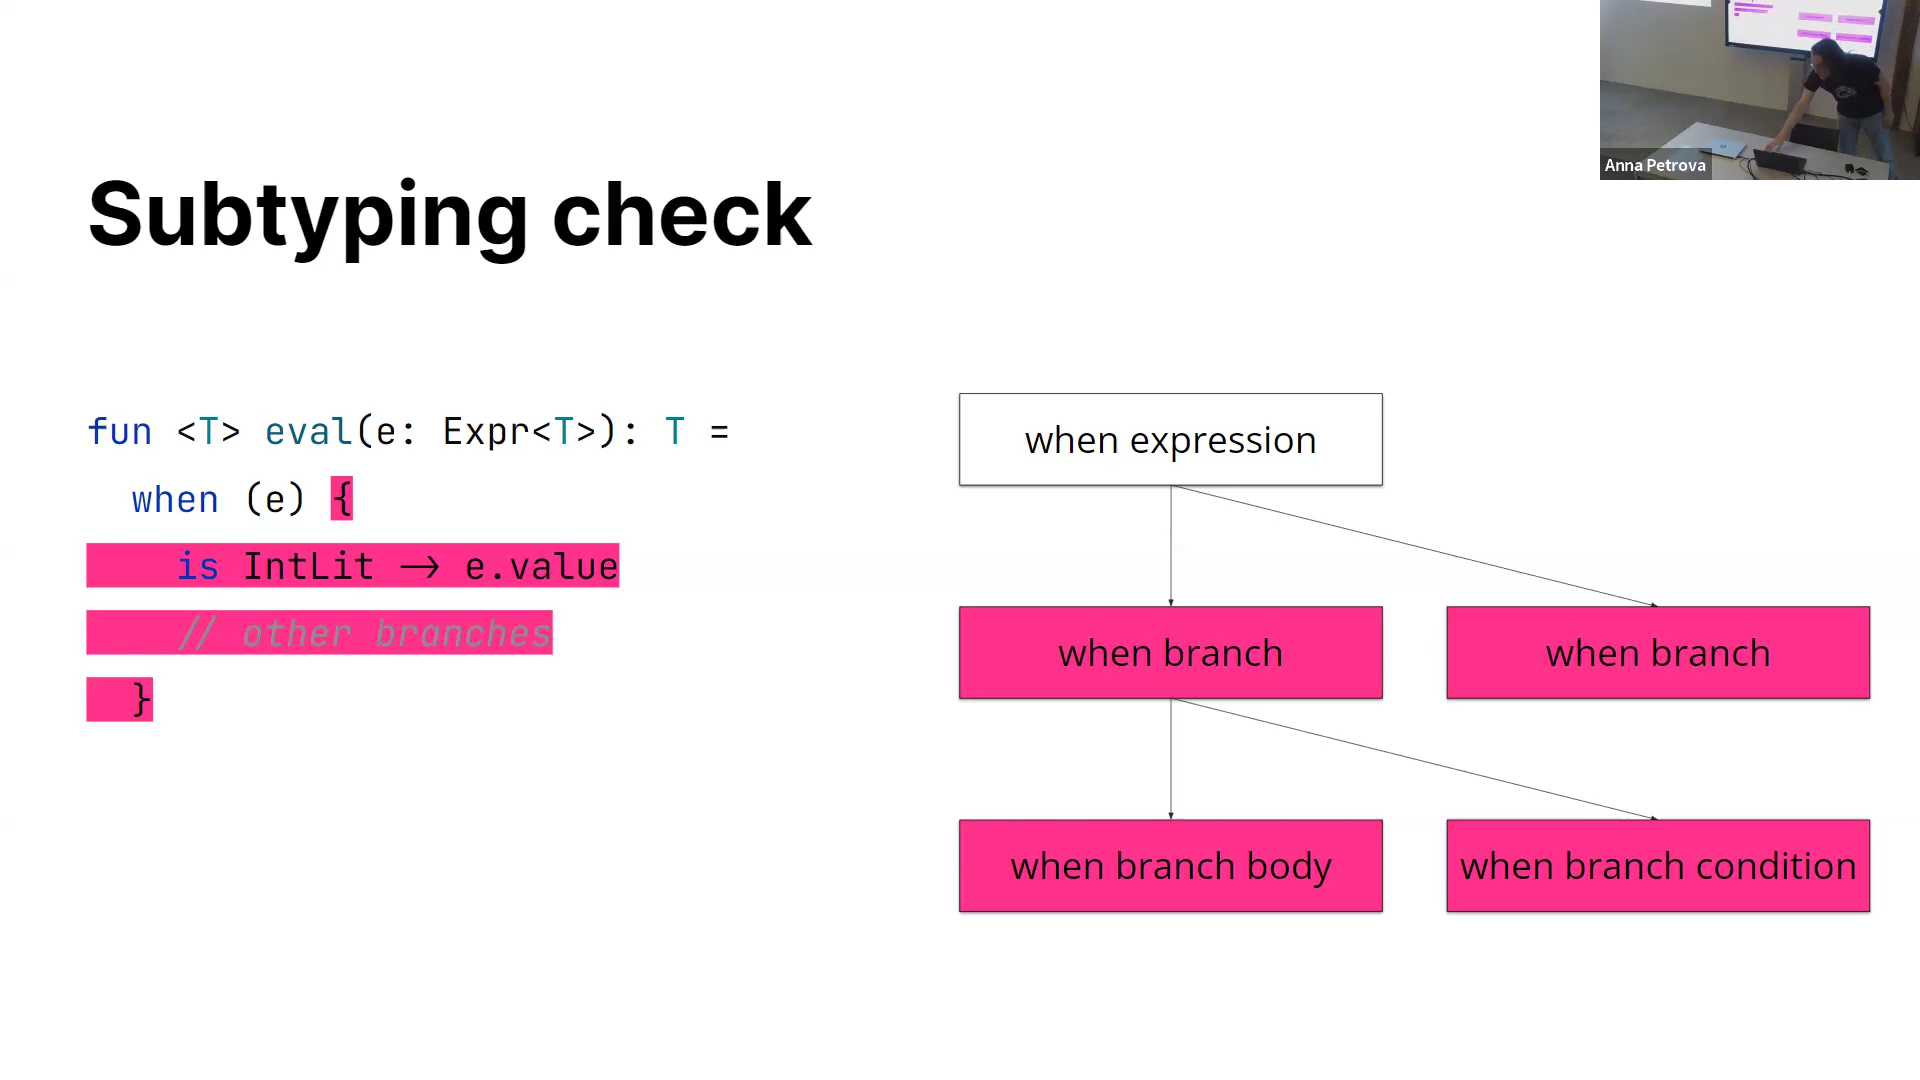 Anna Petrova
Subtyping check
fun <T> eval(e: Expr<T>): T =
when (e) {
is IntLit -> e.value
// other branches
}
when expression
when branch
when branch
when branch body
when branch condition